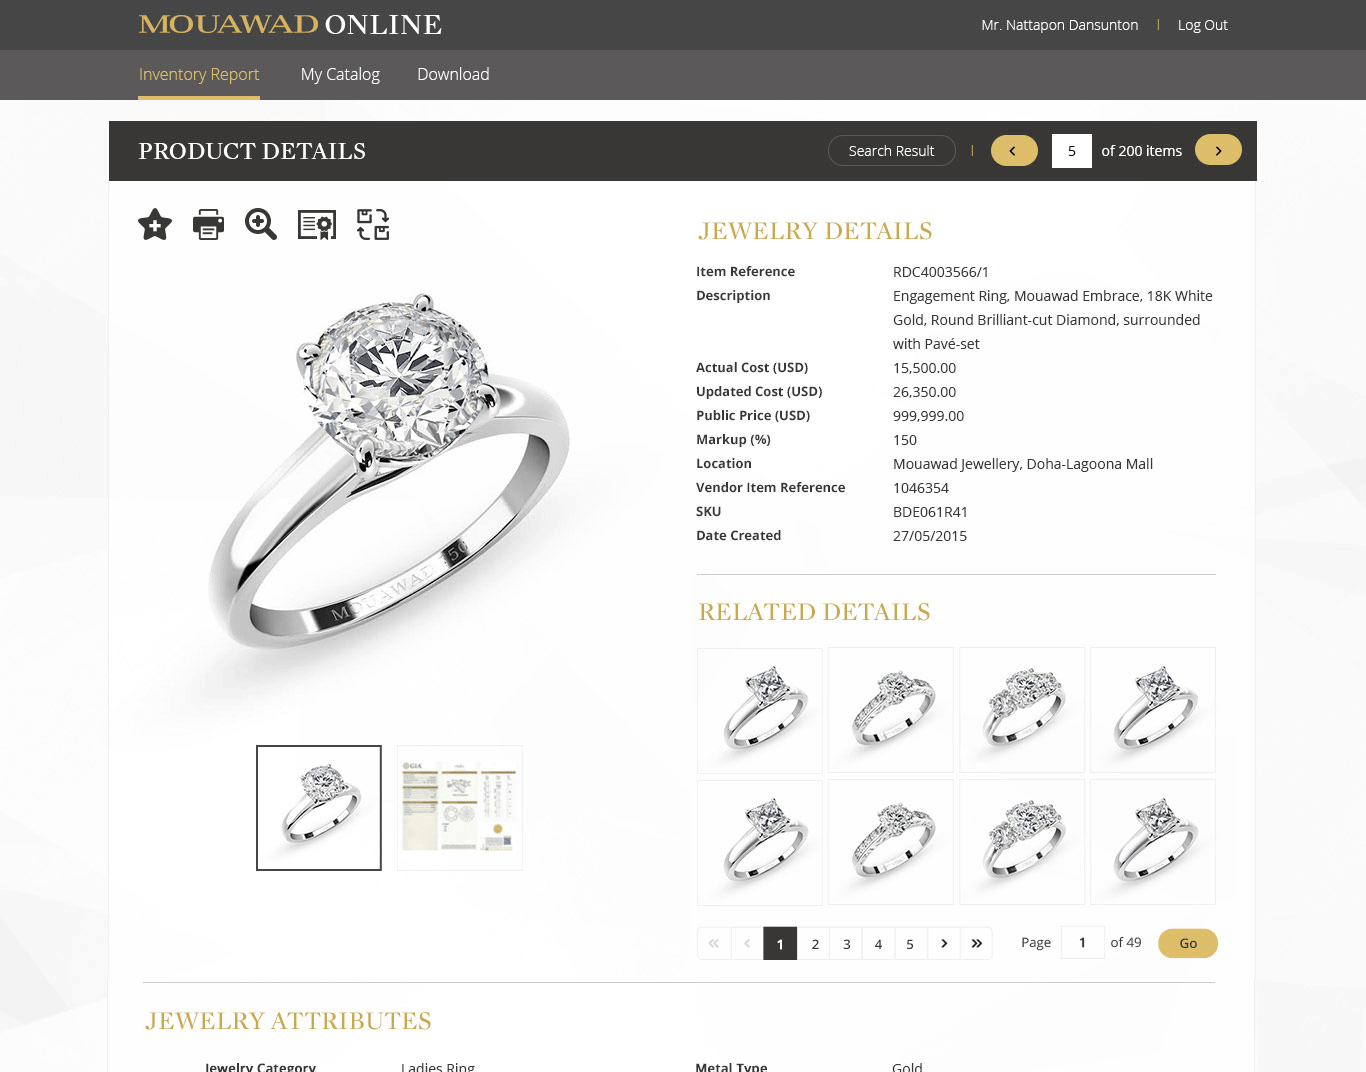 MOUAWAD ONLINE
Mr. Nattapon Dansunton | Log Out
Inventory Report My Catalog Download
PRODUCT DETAILS
Search Result | 5 of 200 items
JEWELRY DETAILS
Item Reference RDC4003566/1
Description Engagement Ring, Mouawad Embrace, 18K White
Gold, Round Brilliant-cut Diamond, surrounded
with Pavé-set
Actual Cost (USD) 15,500.00
Updated Cost (USD) 26,350.00
Public Price (USD) 999,999.00
Markup (%) 150
Location Mouawad Jewellery, Doha-Lagoona Mall
Vendor Item Reference 1046354
SKU BDE061R41
Date Created 27/05/2015
MOUAWAD 750
RELATED DETAILS
GIA
« ‹ 1 2 3 4 5 › » Page 1 of 49 Go
JEWELRY ATTRIBUTES
Jewelry Category Ladies Ring Metal Type Gold